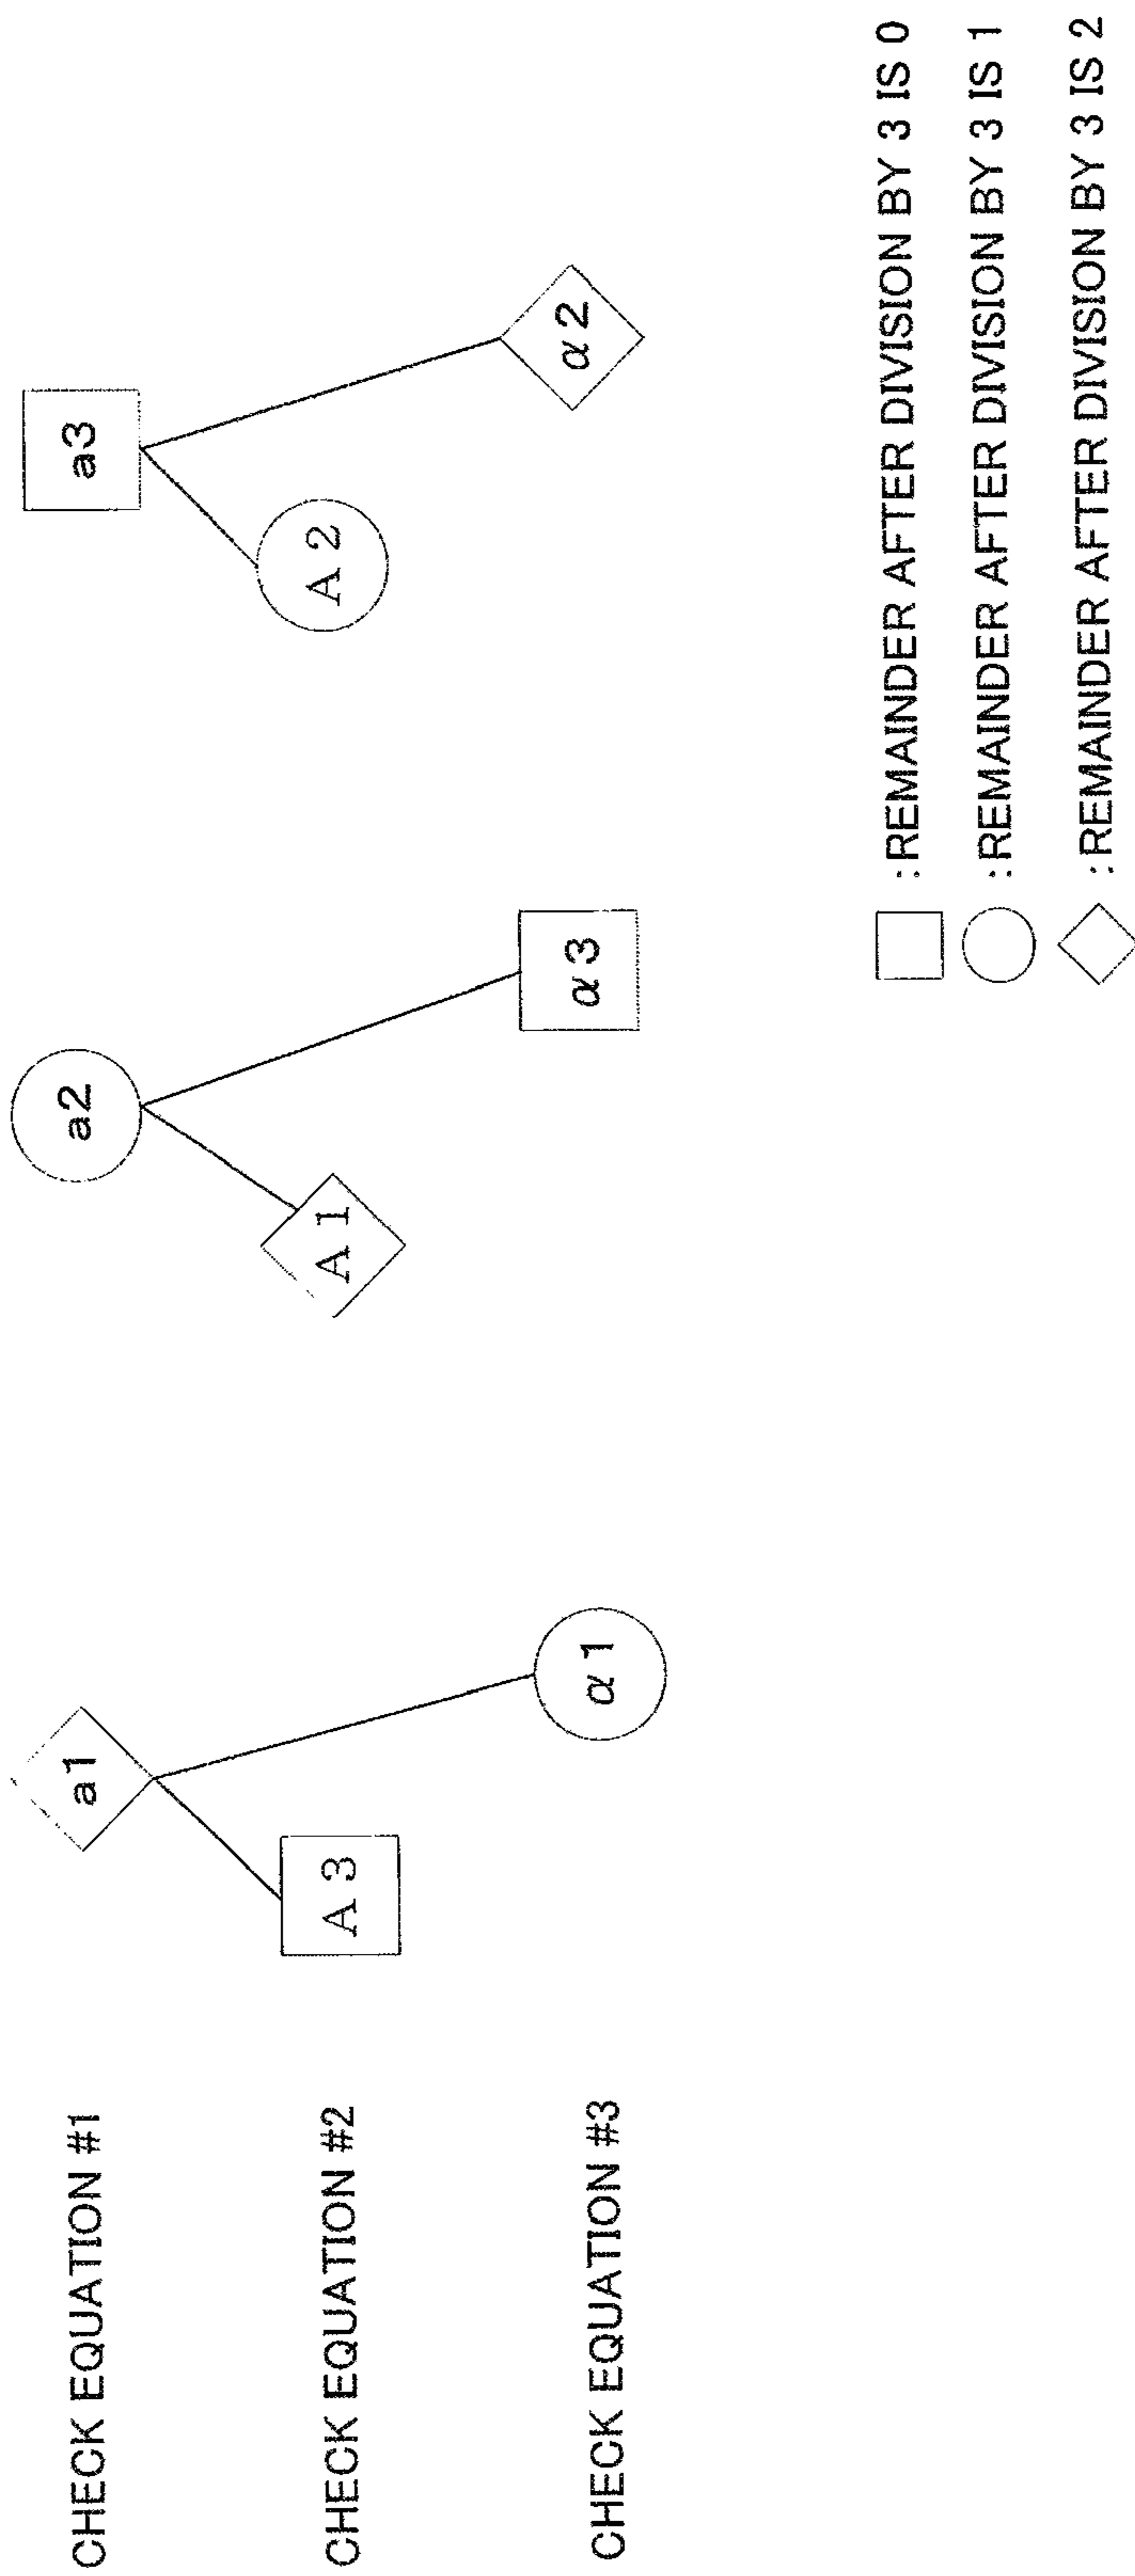 CHECK EQUATION #1
a1
a2
a3
CHECK EQUATION #2
A 3
A 1
A 2
CHECK EQUATION #3
α 1
α 3
α 2
:REMAINDER AFTER DIVISION BY 3 IS 0
:REMAINDER AFTER DIVISION BY 3 IS 1
:REMAINDER AFTER DIVISION BY 3 IS 2